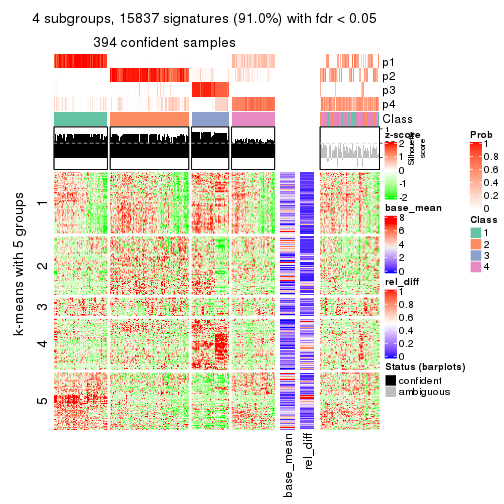 4 subgroups, 15837 signatures (91.0%) with fdr < 0.05
394 confident samples
p1
p2
p3
p4
Class
1
Silhouette
score
k-means with 5 groups
1
2
3
4
5
base_mean
rel_diff
z-score
2
1
0
-1
-2
base_mean
8
6
4
2
0
rel_diff
1
0.8
0.6
0.4
0.2
0
Status (barplots)
confident
ambiguous
Prob
1
0.8
0.6
0.4
0.2
0
Class
1
2
3
4